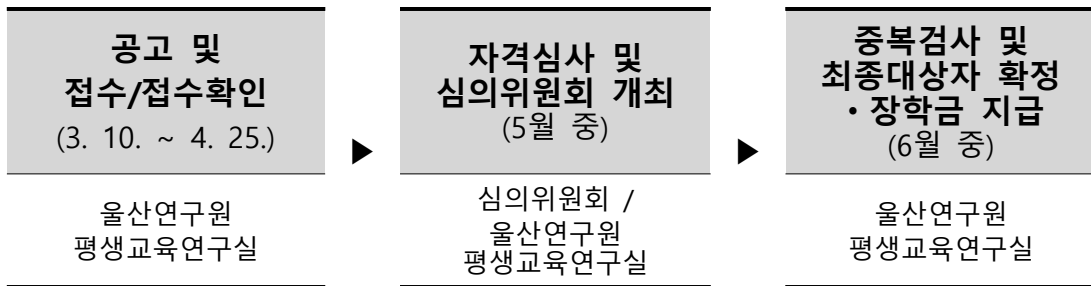 공고 및
접수/접수확인
(3. 10. ~ 4. 25.)
울산연구원
평생교육연구실
▶
자격심사 및
심의위원회 개최
(5월 중)
심의위원회 /
울산연구원
평생교육연구실
▶
중복검사 및
최종대상자 확정
・장학금 지급
(6월 중)
울산연구원
평생교육연구실